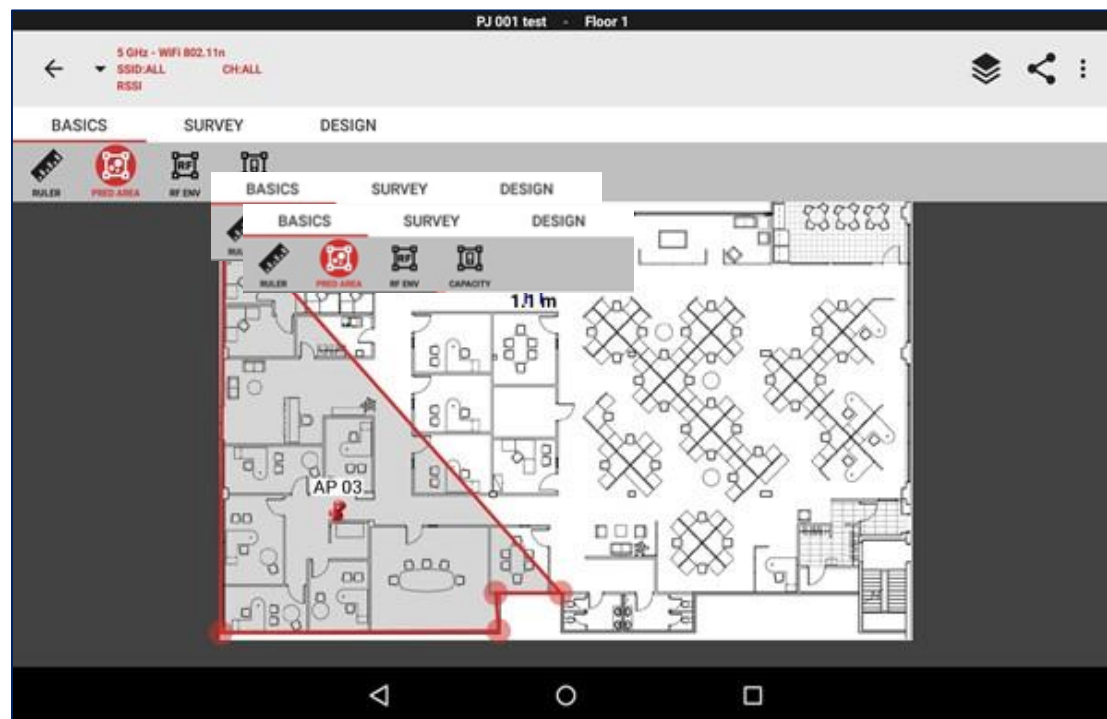 PJ 001 test - Floor 1
5 GHz - WiFi 802.11n
SSID:ALL CH:ALL
RSSI
BASICS SURVEY DESIGN
RULER PRED AREA RF ENV
BASICS SURVEY DESIGN
BASICS SURVEY DESIGN
RULER PRED AREA RF ENV CAPACITY
AP 03